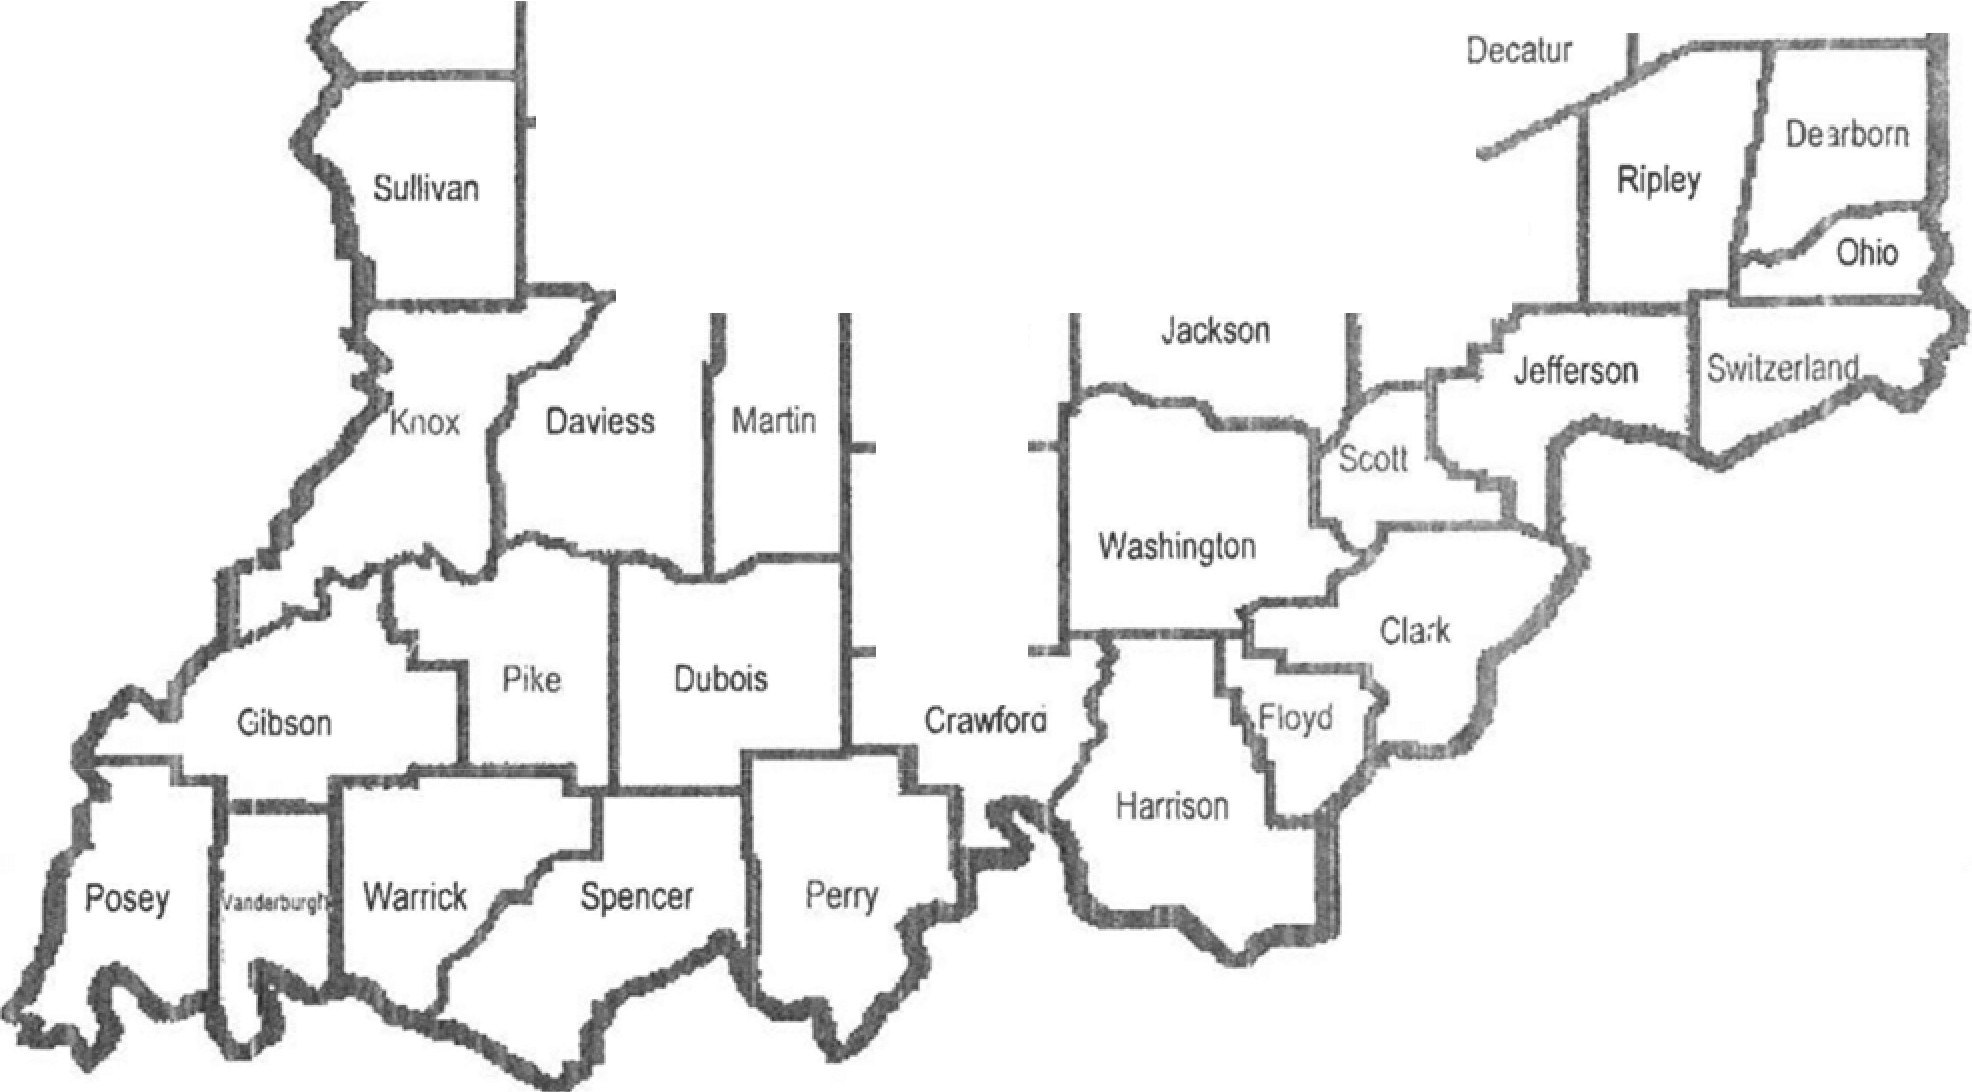 Decatur
Dearborn
Ripley
Sullivan
Ohio
Jackson
Jefferson
Switzerland
Knox
Daviess
Martin
Scott
Washington
Clark
Pike
Dubois
Gibson
Crawford
Floyd
Harrison
Posey
Vanderburgh
Warrick
Spencer
Perry